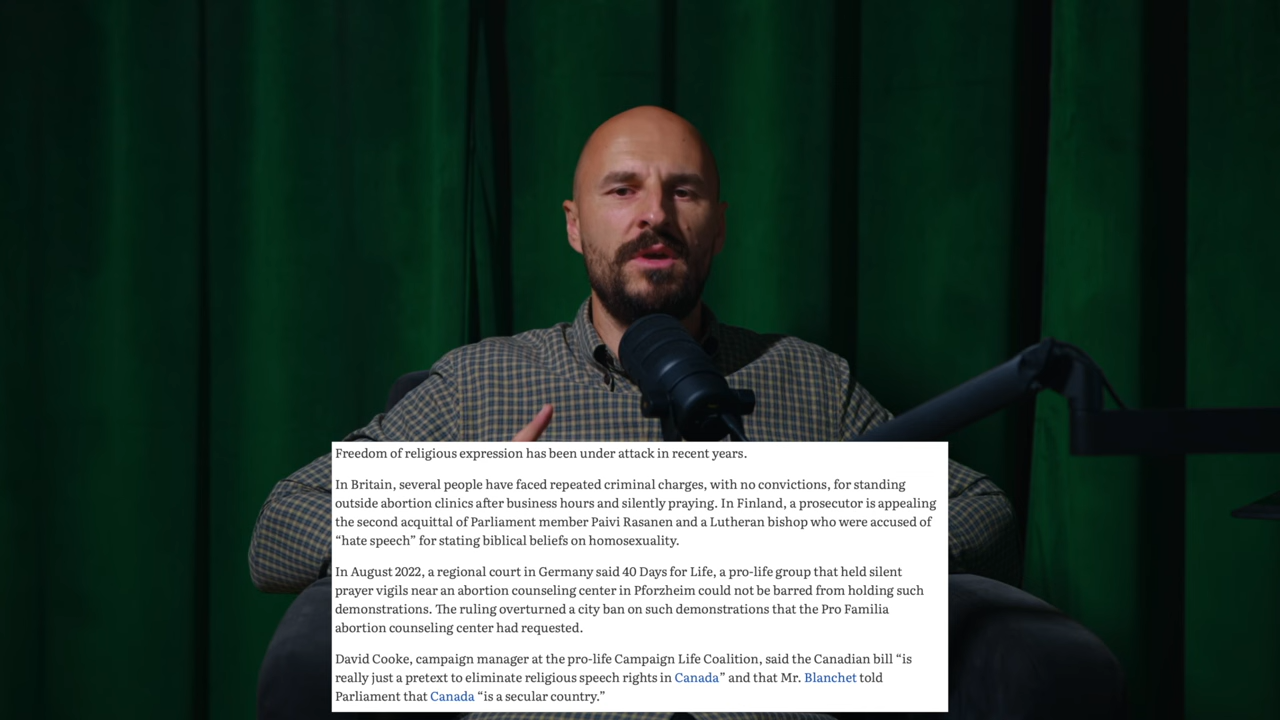 Freedom of religious expression has been under attack in recent years.
In Britain, several people have faced repeated criminal charges, with no convictions, for standing
outside abortion clinics after business hours and silently praying. In Finland, a prosecutor is appealing
the second acquittal of Parliament member Paivi Rasanen and a Lutheran bishop who were accused of
“hate speech” for stating biblical beliefs on homosexuality.
In August 2022, a regional court in Germany said 40 Days for Life, a pro-life group that held silent
prayer vigils near an abortion counseling center in Pforzheim could not be barred from holding such
demonstrations. The ruling overturned a city ban on such demonstrations that the Pro Familia
abortion counseling center had requested.
David Cooke, campaign manager at the pro-life Campaign Life Coalition, said the Canadian bill “is
really just a pretext to eliminate religious speech rights in Canada” and that Mr. Blanchet told
Parliament that Canada “is a secular country.”